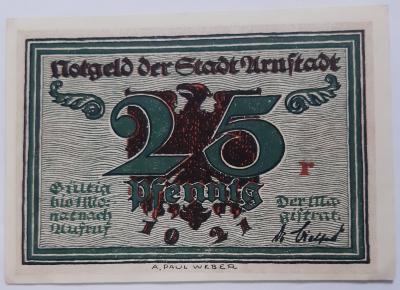 Notgeld der Stadt Arnstadt
25
Pfennig
Gültig
bis 1 Mo-
nat nach
Aufruf
Der Ma-
gistrat.
r
1921
A. PAUL WEBER